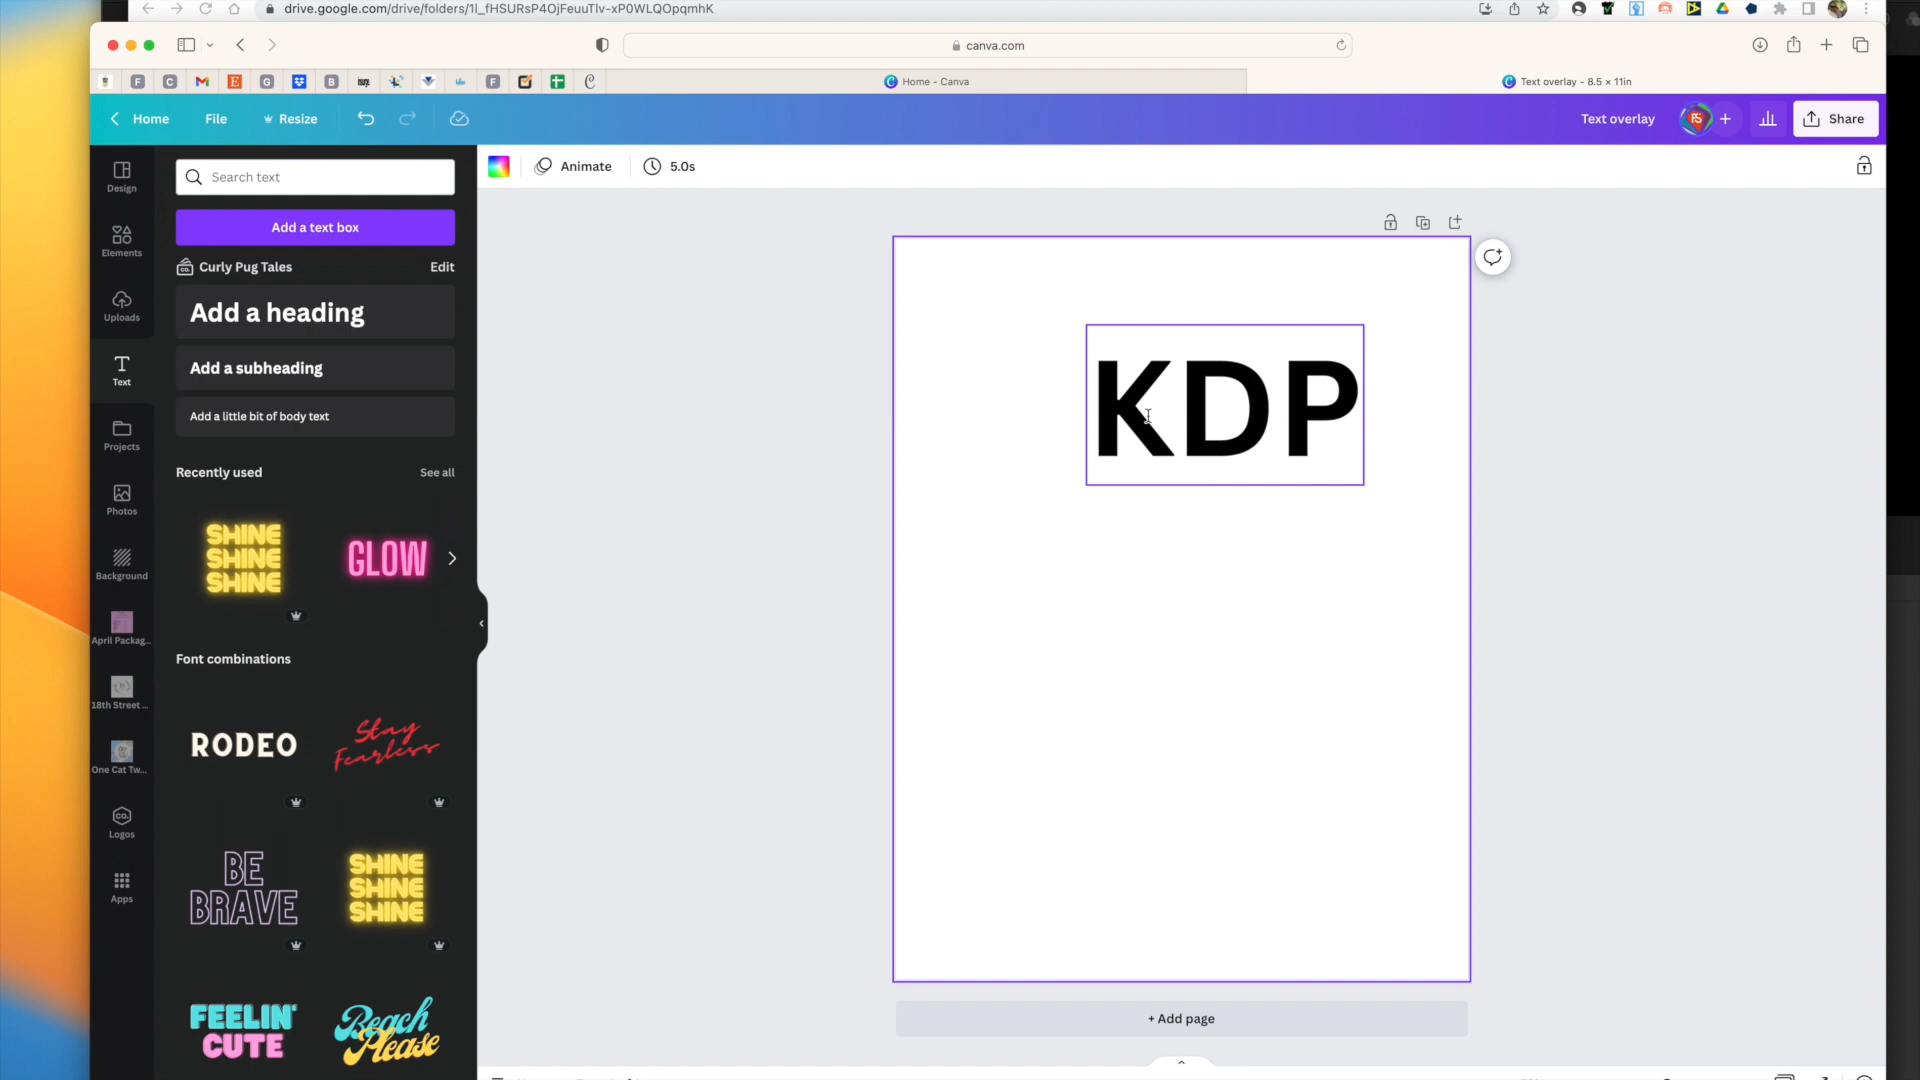 drive.google.com/drive/folders/1I_fHSURsP4OjFeuuTlv-xP0WLQOpqmhK
canva.com
Home - Canva
Text overlay - 8.5 × 11in
Home
File
Resize
Text overlay
Share
Design
Elements
Uploads
Text
Projects
Photos
Background
April Packag...
18th Street ...
One Cat Tw...
Logos
Apps
Search text
Add a text box
Curly Pug Tales
Edit
Add a heading
Add a subheading
Add a little bit of body text
Recently used
See all
SHINE
SHINE
SHINE
GLOW
Font combinations
RODEO
Stay
Fearless
BE
BRAVE
SHINE
SHINE
SHINE
FEELIN'
CUTE
Beach
Please
Animate
5.0s
KDP
+ Add page